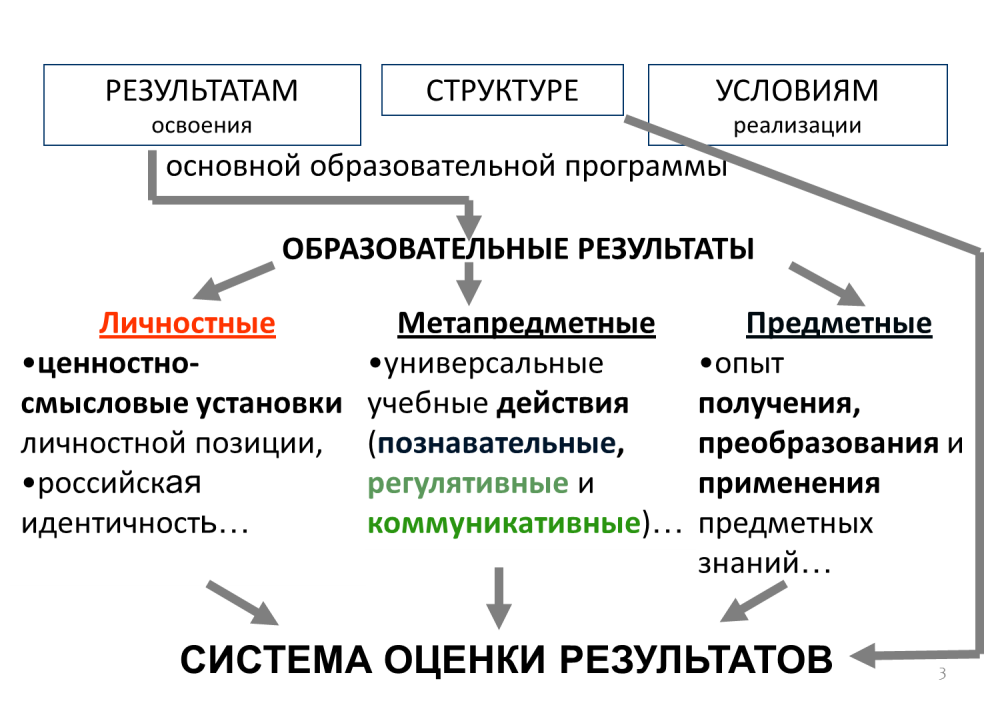 РЕЗУЛЬТАТАМ
освоения
СТРУКТУРЕ
УСЛОВИЯМ
реализации
основной образовательной программы
ОБРАЗОВАТЕЛЬНЫЕ РЕЗУЛЬТАТЫ
Личностные
•ценностно-
смысловые установки
личностной позиции,
•российская
идентичность…
Метапредметные
•универсальные
учебные действия
(познавательные,
регулятивные и
коммуникативные)…
Предметные
•опыт
получения,
преобразования и
применения
предметных
знаний…
СИСТЕМА ОЦЕНКИ РЕЗУЛЬТАТОВ
3